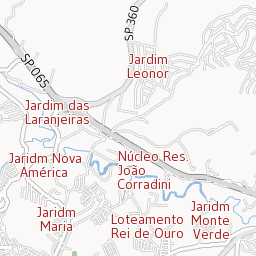 SP.360
SP.065
Jardim
Leonor
Jardim das
Laranjeiras
Jaridm Nova
América
Núcleo Res.
João
Corradini
Jaridm
Maria
Loteamento
Rei de Ouro
Jaridm
Monte
Verde